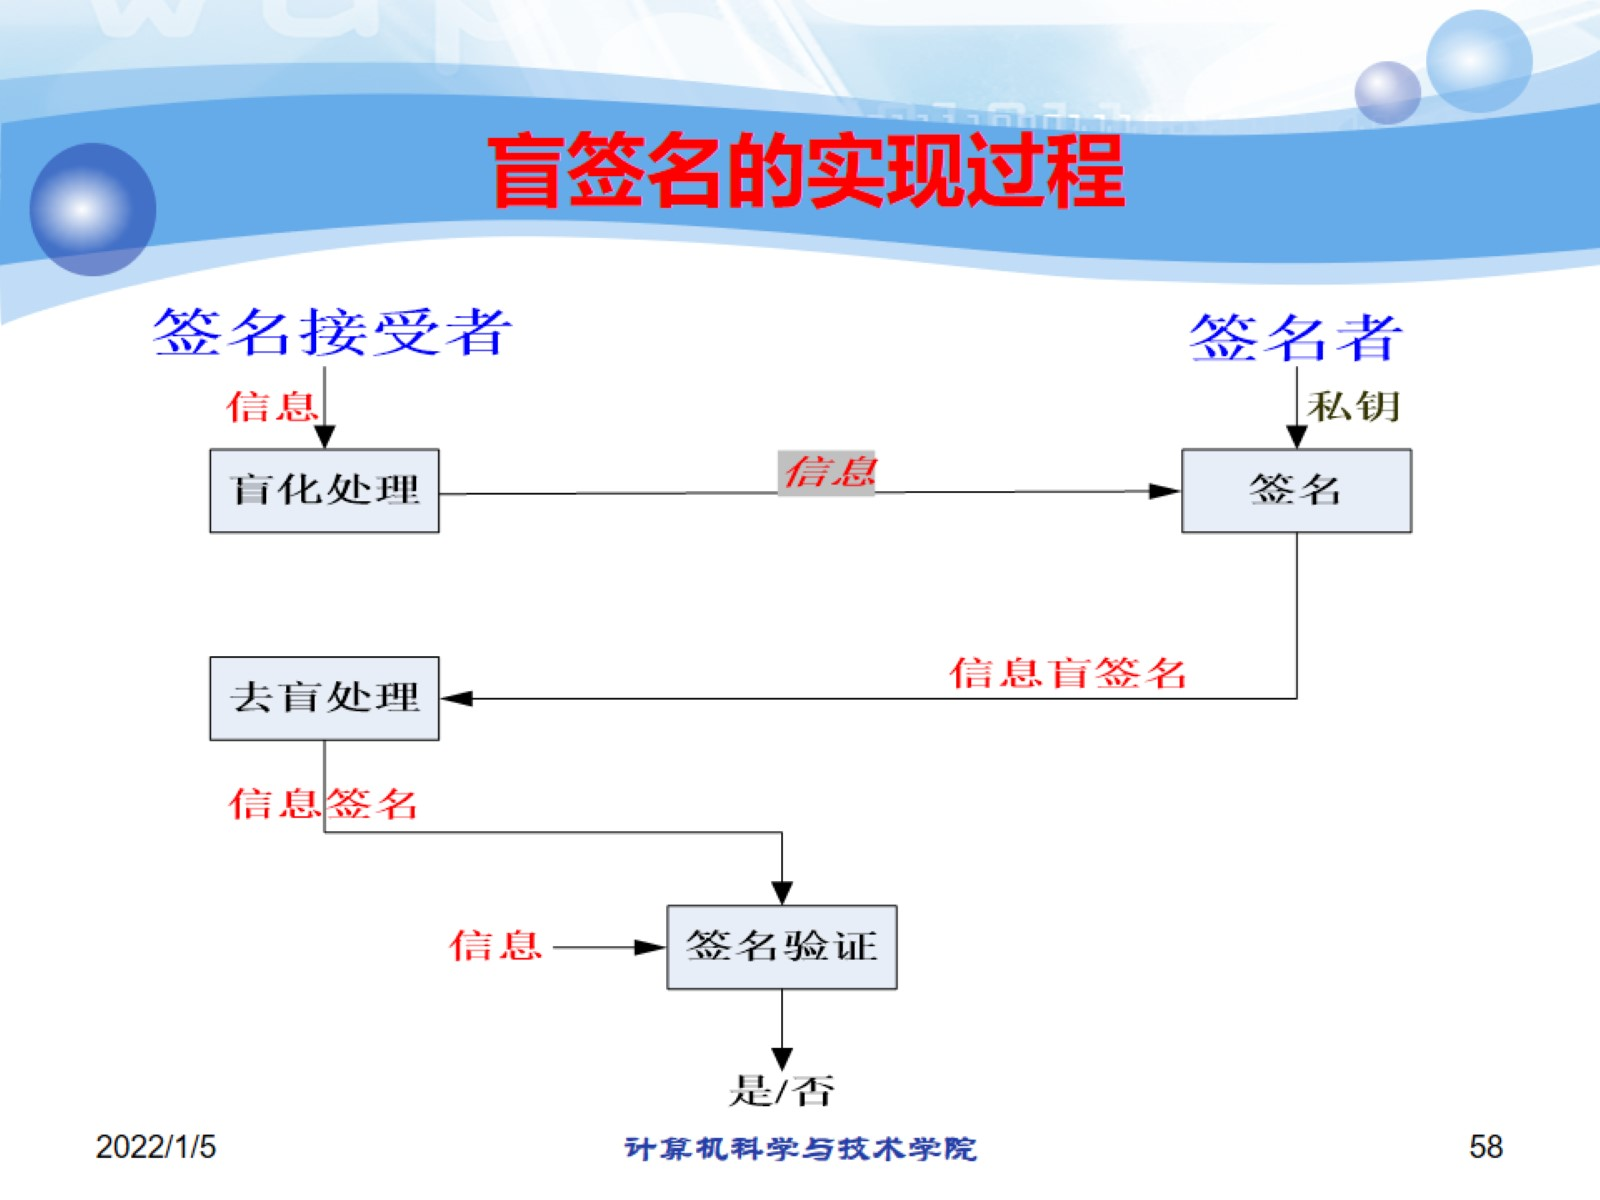 盲签名的实现过程
签名接受者
签名者
信息
私钥
盲化处理
信息
签名
信息盲签名
去盲处理
信息签名
信息
签名验证
是/否
2022/1/5
计算机科学与技术学院
58